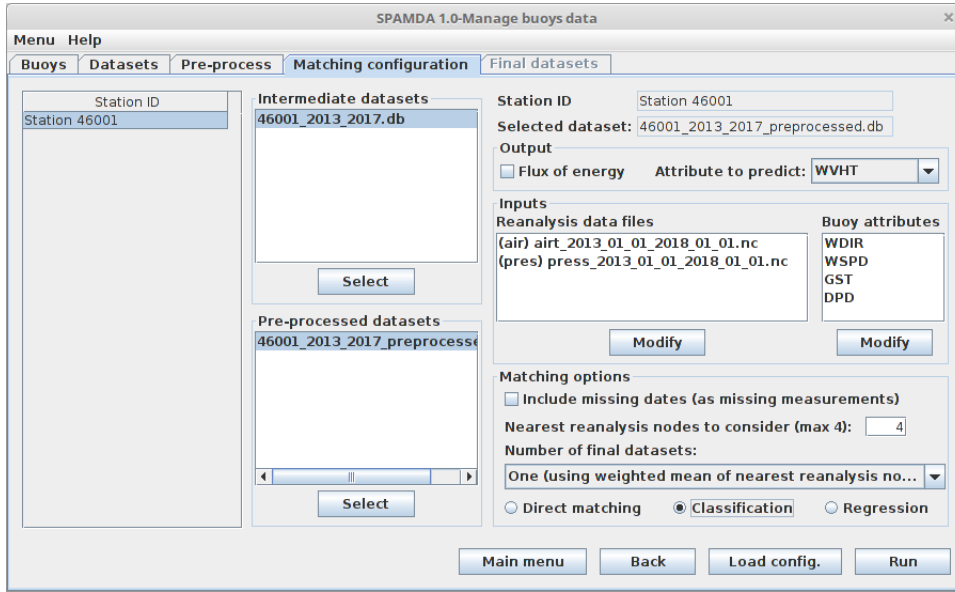 SPAMDA 1.0-Manage buoys data
Menu Help
Buoys Datasets Pre-process Matching configuration Final datasets
Station ID
Station 46001
Intermediate datasets
46001_2013_2017.db
Select
Pre-processed datasets
46001_2013_2017_preprocesse
Select
Station ID Station 46001
Selected dataset: 46001_2013_2017_preprocessed.db
Output
Flux of energy Attribute to predict: WVHT
Inputs
Reanalysis data files
(air) airt_2013_01_01_2018_01_01.nc
(pres) press_2013_01_01_2018_01_01.nc
Modify
Buoy attributes
WDIR
WSPD
GST
DPD
Modify
Matching options
Include missing dates (as missing measurements)
Nearest reanalysis nodes to consider (max 4): 4
Number of final datasets:
One (using weighted mean of nearest reanalysis no...
Direct matching Classification Regression
Main menu Back Load config. Run